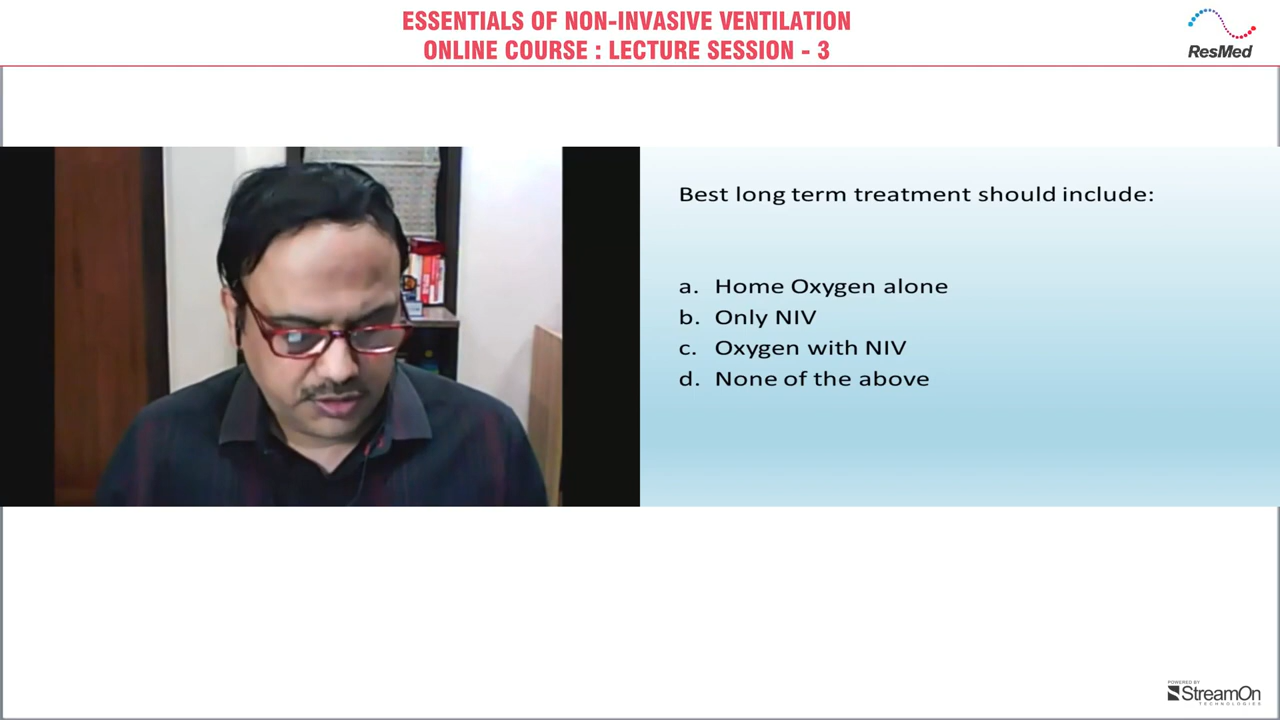 ESSENTIALS OF NON-INVASIVE VENTILATION
ONLINE COURSE : LECTURE SESSION - 3
ResMed
Best long term treatment should include:
a. Home Oxygen alone
b. Only NIV
c. Oxygen with NIV
d. None of the above
POWERED BY
StreamOn
TECHNOLOGIES